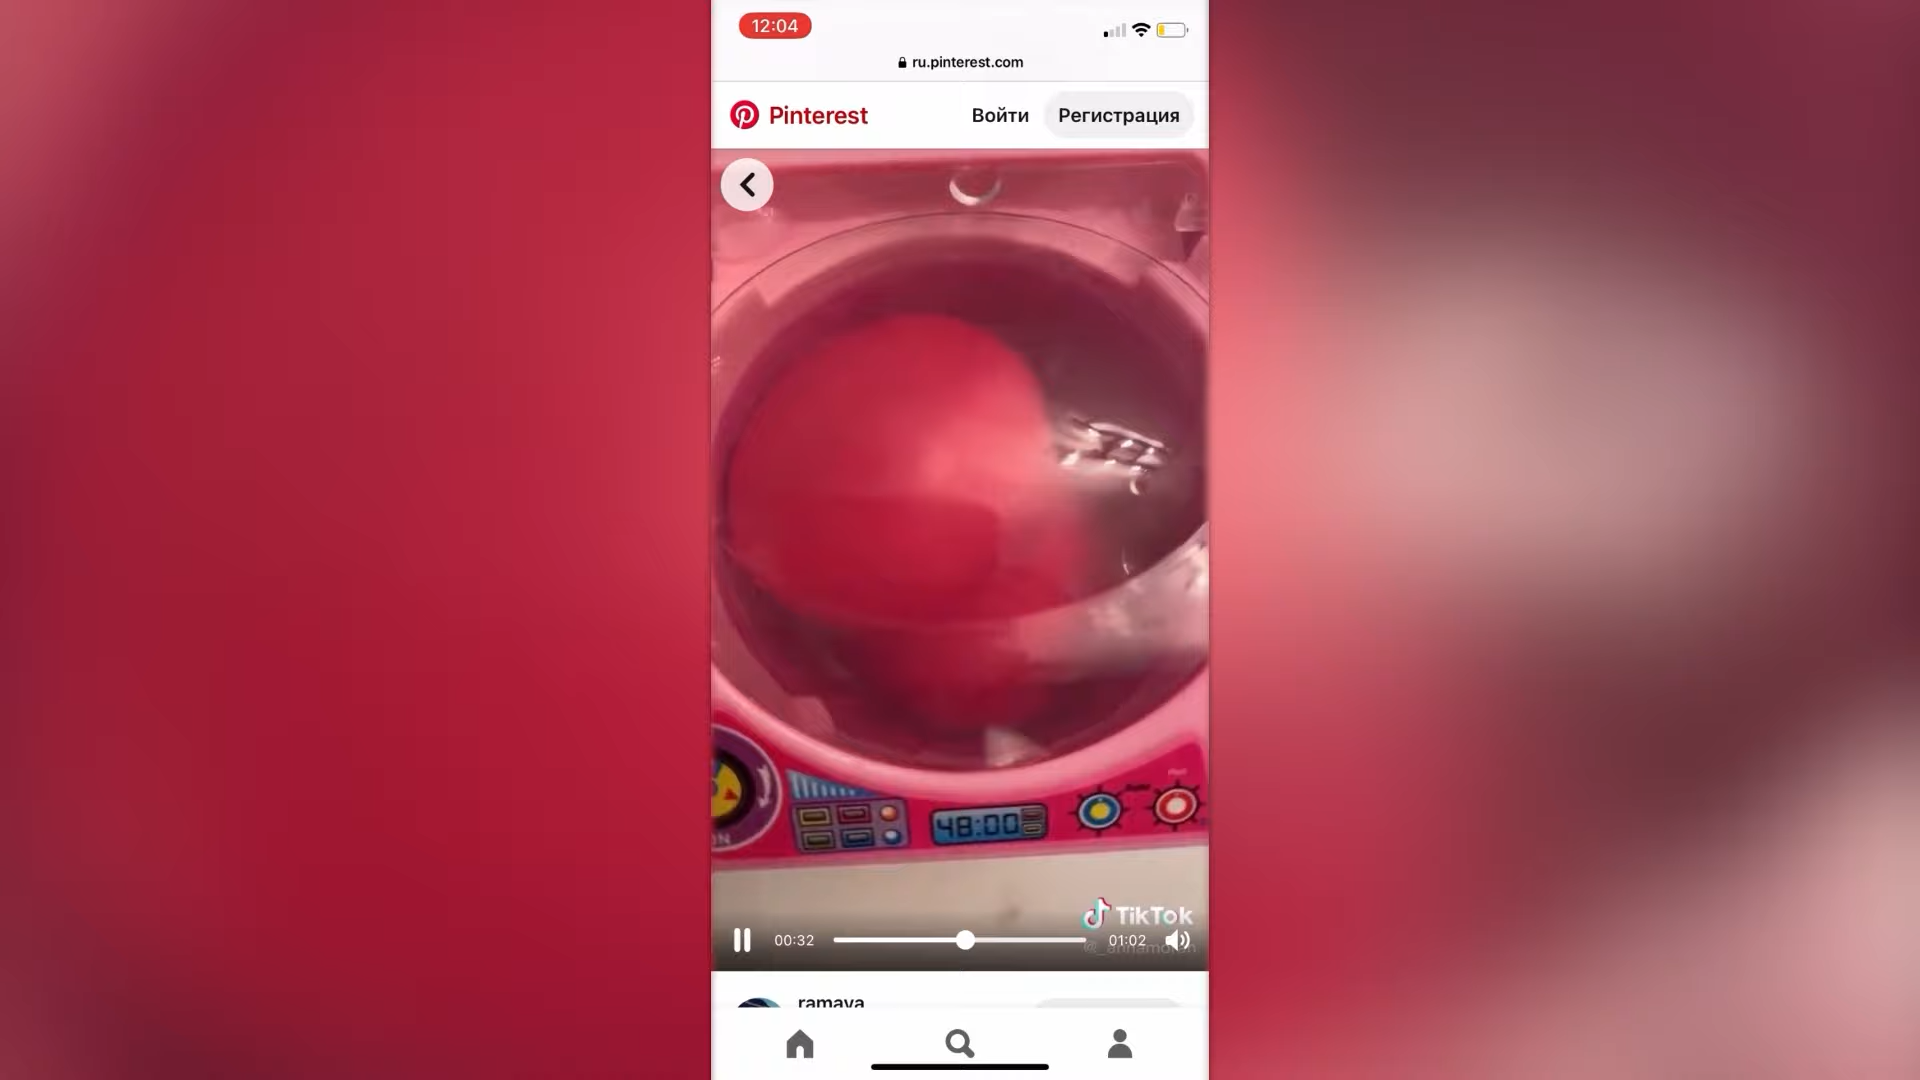 12:04
ru.pinterest.com
Pinterest
Войти
Регистрация
48:00
TikTok
00:32
01:02
ramaya